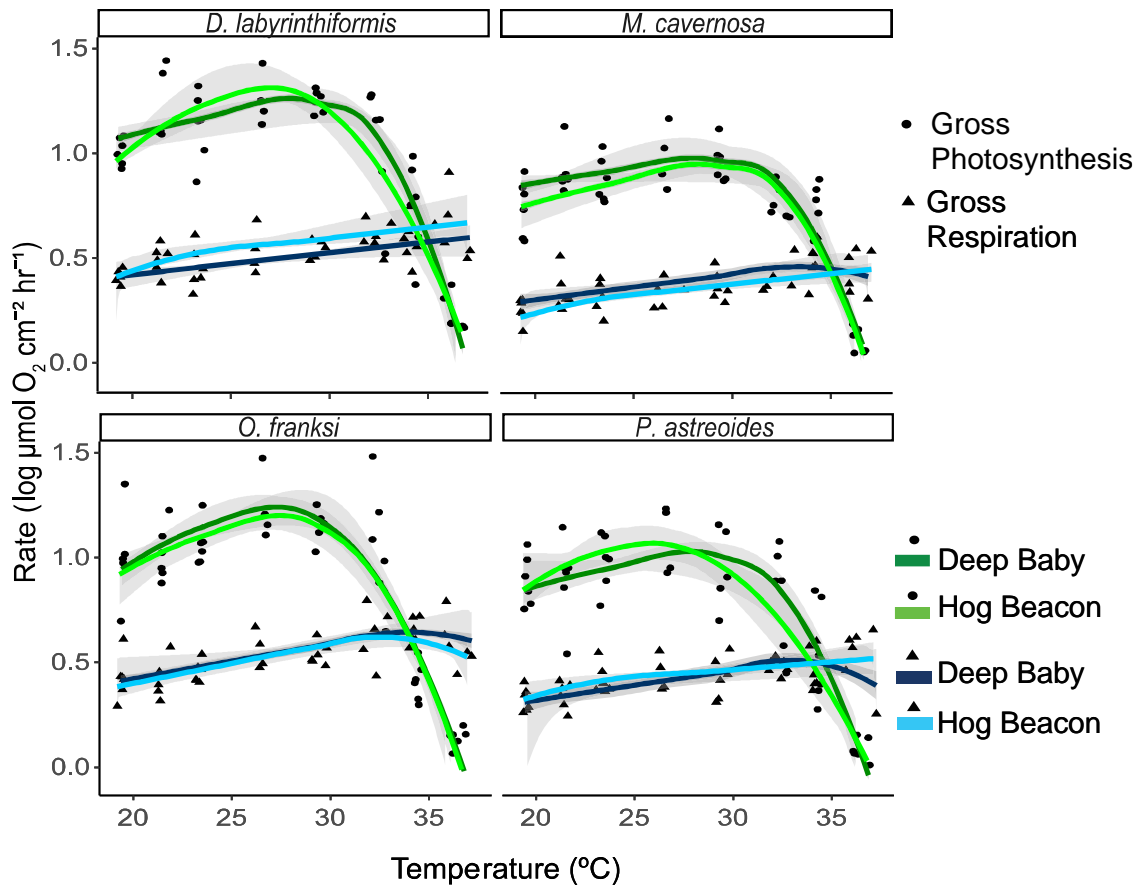 D. labyrinthiformis
M. cavernosa
1.5
1.0
0.5
0.0
Gross
Photosynthesis
Gross
Respiration
Rate (log μmol O₂ cm⁻² hr⁻¹)
O. franksi
P. astreoides
1.5
1.0
0.5
0.0
Deep Baby
Hog Beacon
Deep Baby
Hog Beacon
20 25 30 35
20 25 30 35
Temperature (ºC)